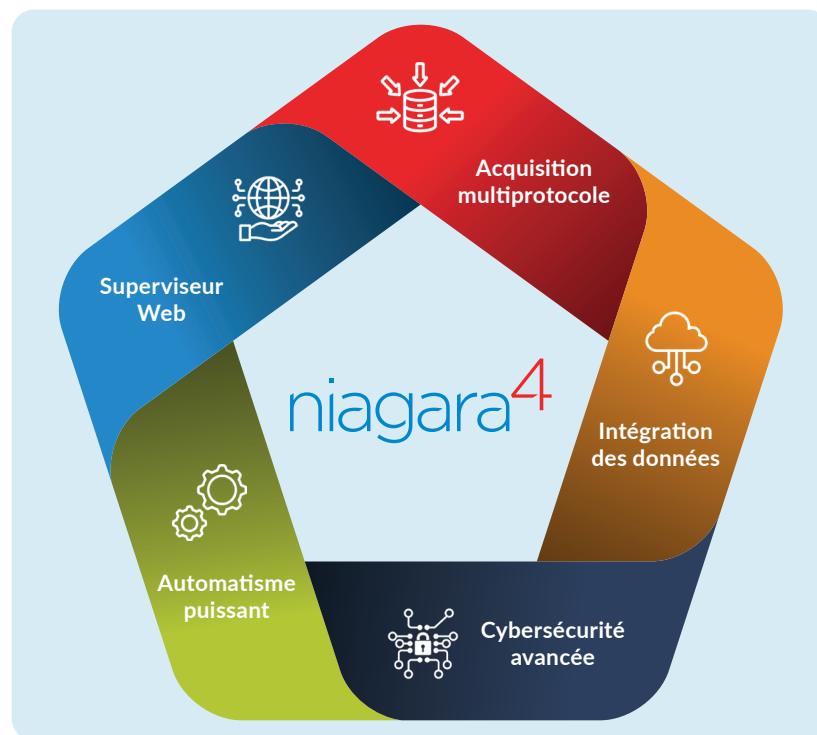 Acquisition
multiprotocole
Superviseur
Web
niagara4
Intégration
des données
Automatisme
puissant
Cybersécurité
avancée